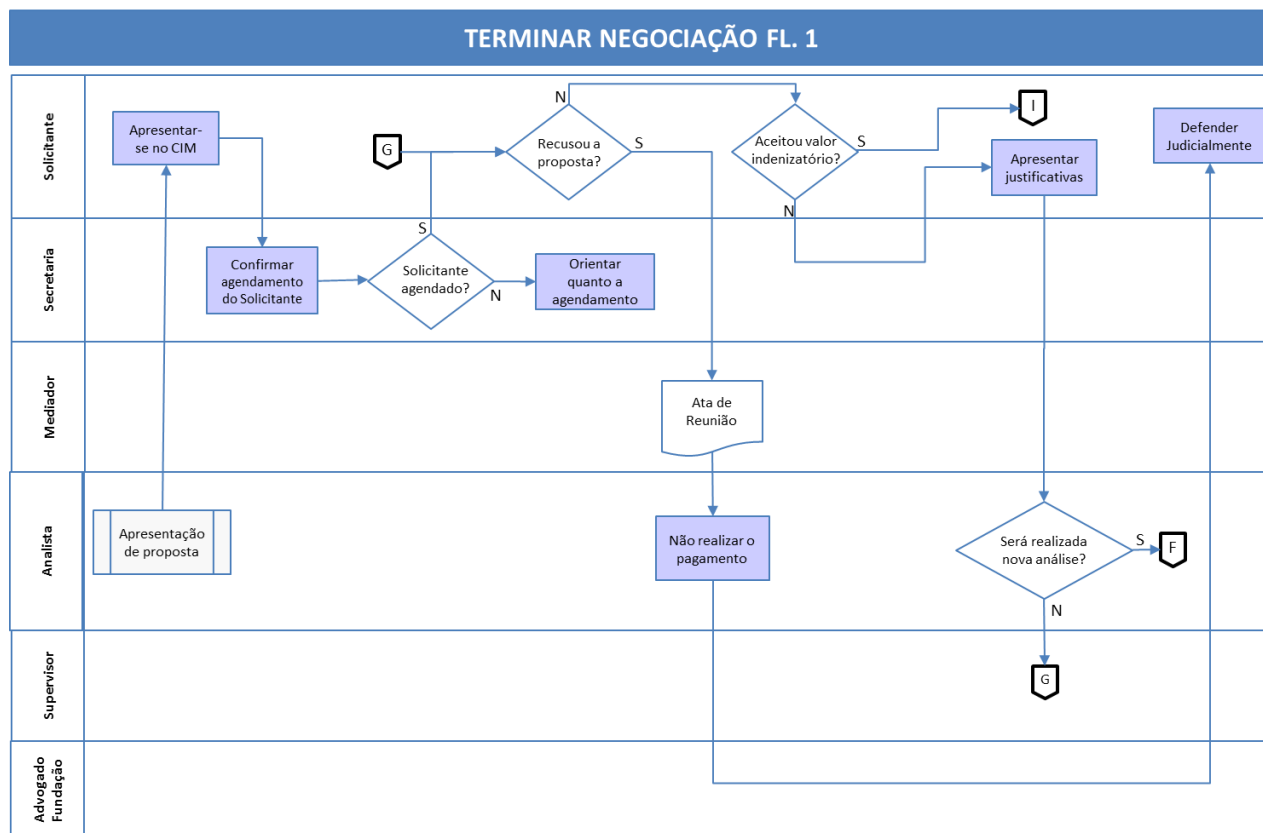 TERMINAR NEGOCIAÇÃO FL. 1
Solicitante
Apresentar-
se no CIM
G
Recusou a
proposta?
N
S
Aceitou valor
indenizatório?
S
N
I
Apresentar
justificativas
Defender
Judicialmente
Secretaria
Confirmar
agendamento
do Solicitante
S
Solicitante
agendado?
N
Orientar
quanto a
agendamento
Mediador
Ata de
Reunião
Analista
Apresentação
de proposta
Não realizar o
pagamento
Será realizada
nova análise?
S
F
N
Supervisor
G
Advogado
Fundação